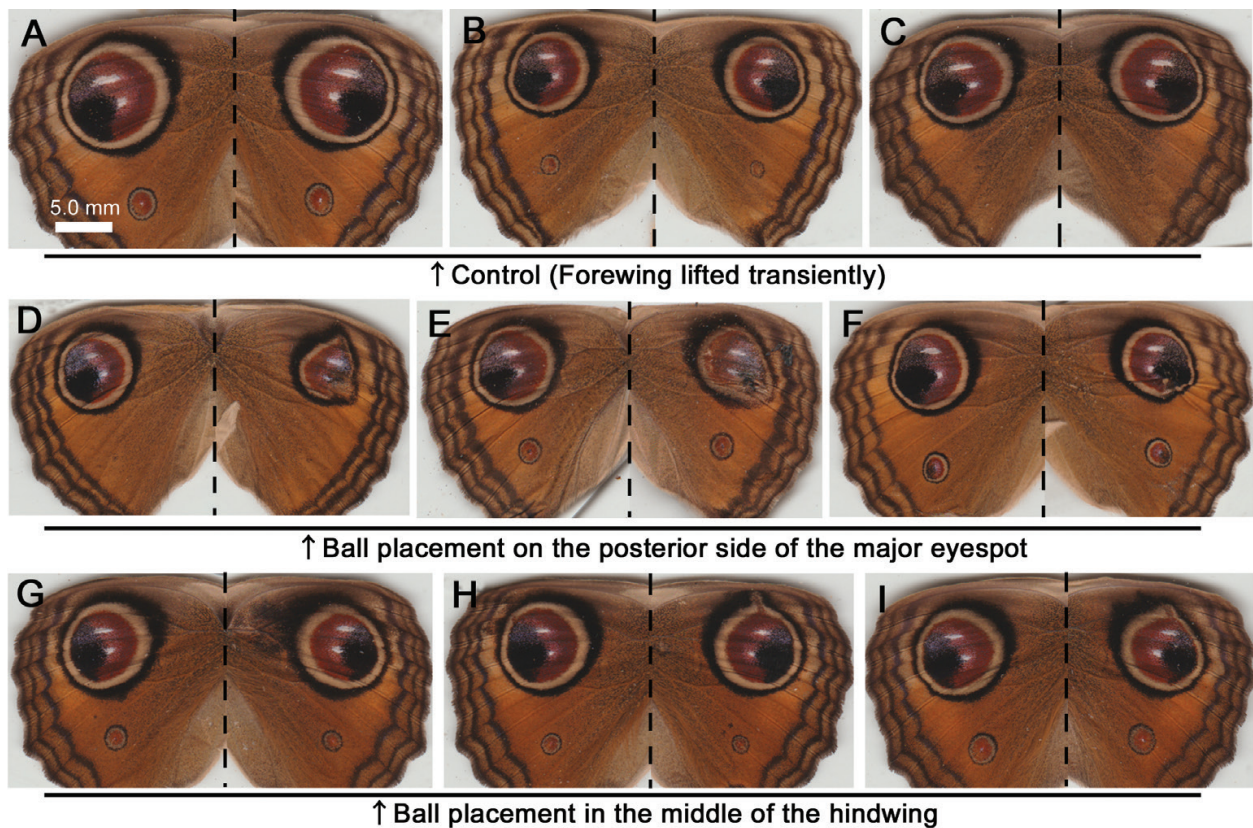 A B C
5.0 mm
↑ Control (Forewing lifted transiently)
D E F
↑ Ball placement on the posterior side of the major eyespot
G H I
↑ Ball placement in the middle of the hindwing